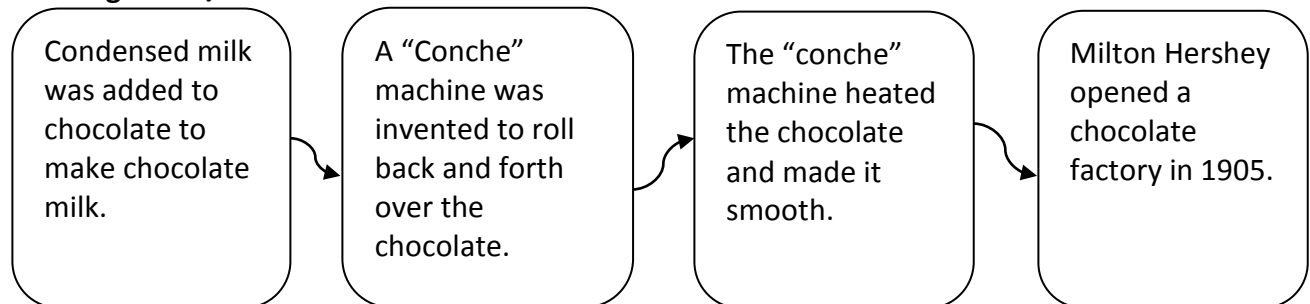 Condensed milk
was added to
chocolate to
make chocolate
milk.
A “Conche”
machine was
invented to roll
back and forth
over the
chocolate.
The “conche”
machine heated
the chocolate
and made it
smooth.
Milton Hershey
opened a
chocolate
factory in 1905.